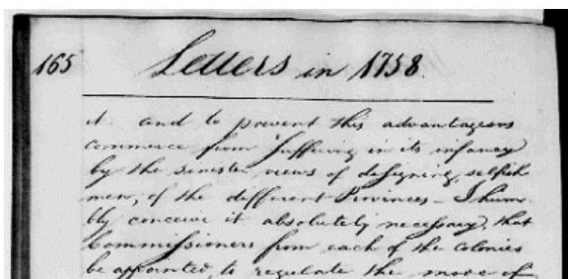 165
Letters in 1758.
it. and to prevent this advantageous
commerce from suffering in its infancy
by the sinester views of designing, selfish
men, of the different Provinces - I hum-
bly conceive it absolutely necessary, that
Commissioners from each of the Colonies
be appointed, to regulate the mode of